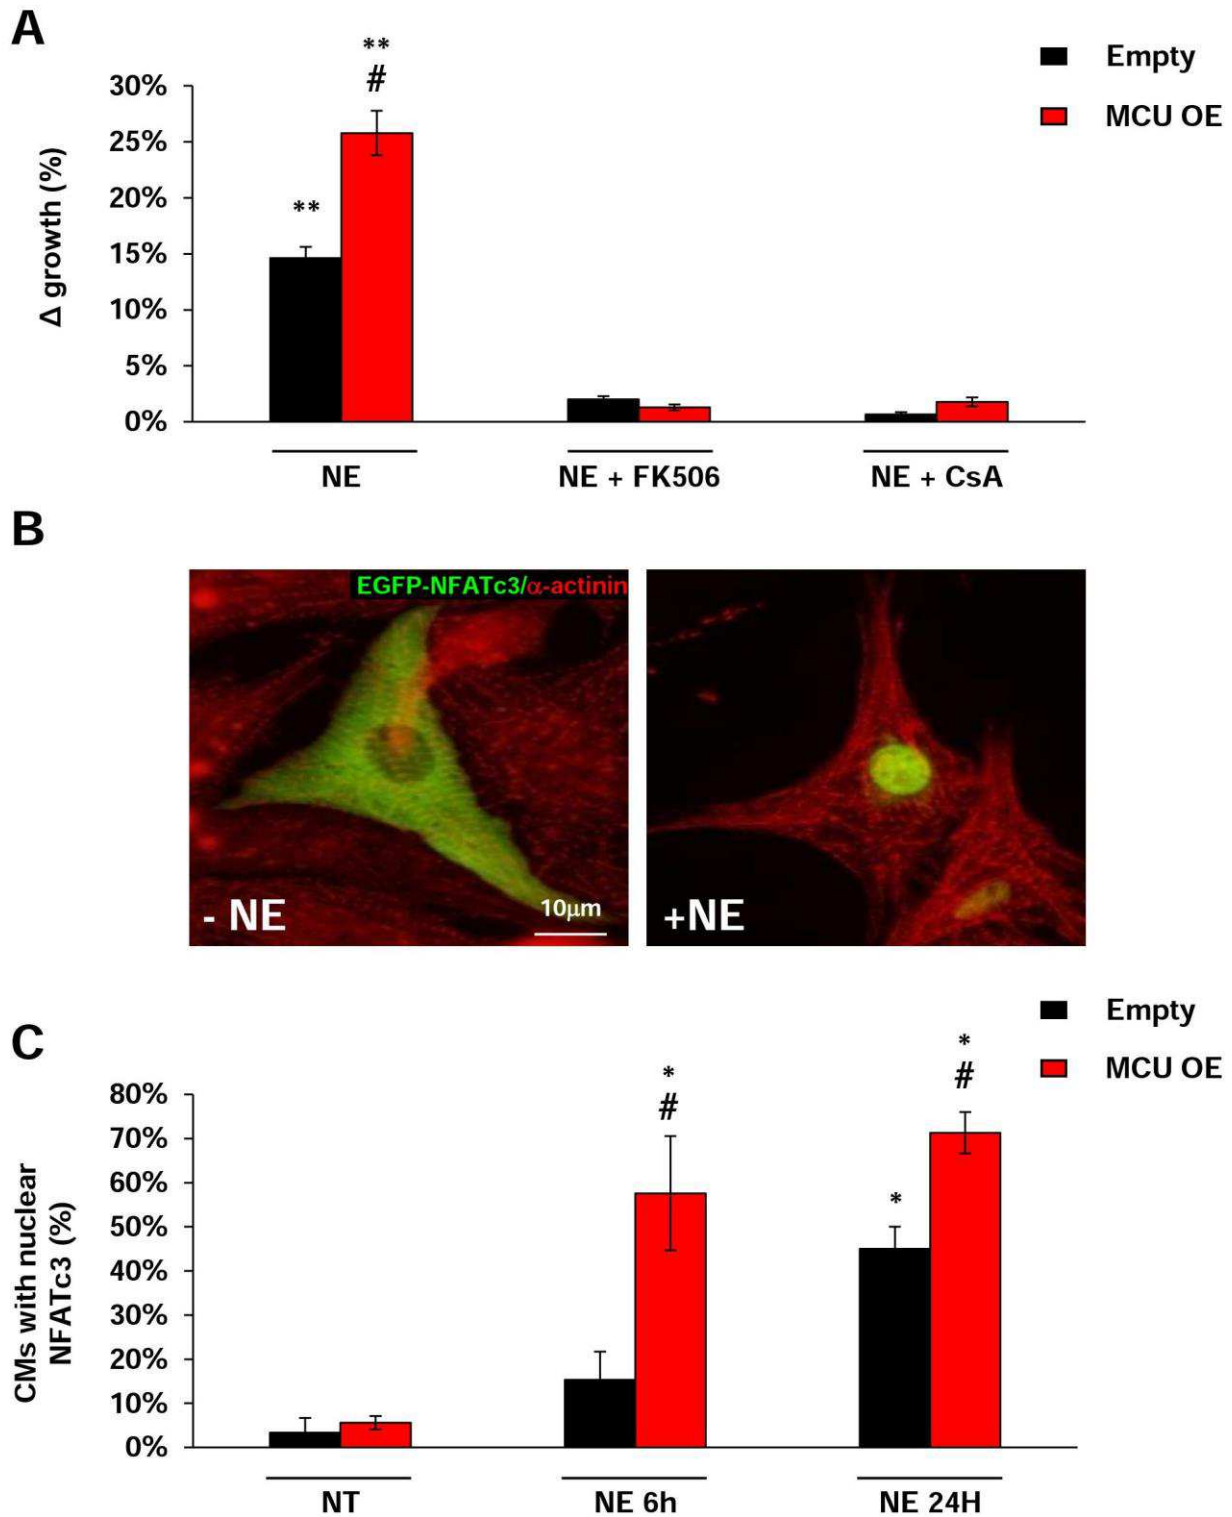 A
**
#
Empty
MCU OE
30%
25%
20%
**
15%
10%
5%
0%
Δ growth (%)
NE
NE + FK506
NE + CsA
B
EGFP-NFATc3/α-actinin
- NE
10μm
+NE
C
Empty
MCU OE
*
#
*
#
*
80%
70%
60%
50%
40%
30%
20%
10%
0%
CMs with nuclear
NFATc3 (%)
NT
NE 6h
NE 24H